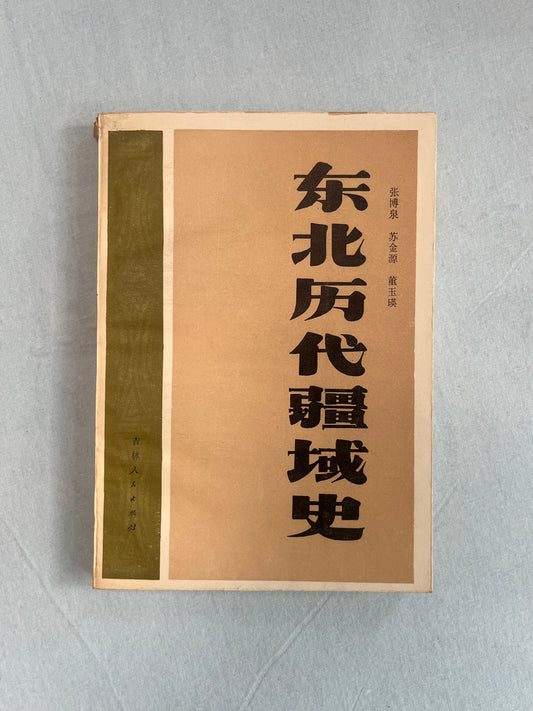 东北历代疆域史
张博泉 苏金源 董玉瑛
吉林人民出版社